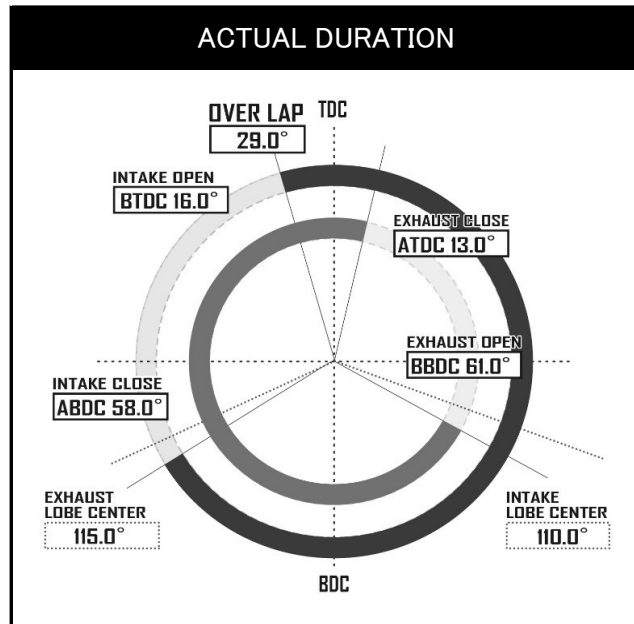 ACTUAL DURATION
OVER LAP
29.0°
TDC
INTAKE OPEN
BTDC 16.0°
EXHAUST CLOSE
ATDC 13.0°
EXHAUST OPEN
BBDC 61.0°
INTAKE CLOSE
ABDC 58.0°
EXHAUST
LOBE CENTER
115.0°
INTAKE
LOBE CENTER
110.0°
BDC